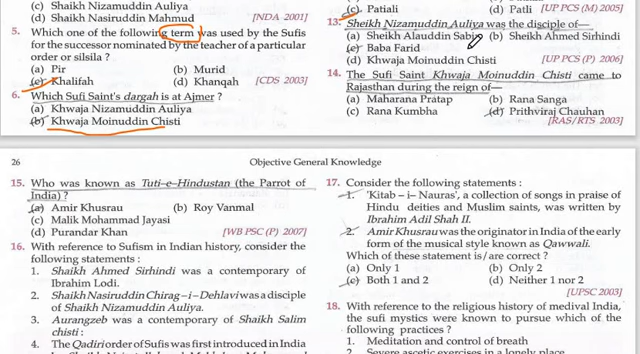 (c) Shaikh Nizamuddin Auliya
(d) Shaikh Nasiruddin Mahmud
[NDA 2001]
5. Which one of the following term was used by the Sufis
for the successor nominated by the teacher of a particular
order or silsila ?
(a) Pir (b) Murid
(c) Khalifah (d) Khanqah [CDS 2003]
6. Which Sufi Saint's dargah is at Ajmer ?
(a) Khwaja Nizamuddin Auliya
(b) Khwaja Moinuddin Chisti
(c) Patiali (d) Patli [UP PCS (M) 2005]
13. Sheikh Nizamuddin Auliya was the disciple of—
(a) Sheikh Alauddin Sabir (b) Sheikh Ahmed Sirhindi
(c) Baba Farid
(d) Khwaja Moinuddin Chisti [UP PCS (P) 2006]
14. The Sufi Saint Khwaja Moinuddin Chisti came to
Rajasthan during the reign of—
(a) Maharana Pratap (b) Rana Sanga
(c) Rana Kumbha (d) Prithviraj Chauhan
[RAS/RTS 2003]
26 Objective General Knowledge
15. Who was known as Tuti–e–Hindustan (the Parrot of
India) ?
(a) Amir Khusrau (b) Roy Vanmal
(c) Malik Mohammad Jayasi
(d) Purandar Khan [WB PSC (P) 2007]
16. With reference to Sufism in Indian history, consider the
following statements :
1. Shaikh Ahmed Sirhindi was a contemporary of
Ibrahim Lodi.
2. Shaikh Nasiruddin Chirag–i–Dehlavi was a disciple
of Shaikh Nizamuddin Auliya.
3. Aurangzeb was a contemporary of Shaikh Salim
chisti :
4. The Qadiri order of Sufis was first introduced in India
17. Consider the following statements :
1. 'Kitab – i– Nauras', a collection of songs in praise of
Hindu deities and Muslim saints, was written by
Ibrahim Adil Shah II.
2. Amir Khusrau was the originator in India of the early
form of the musical style known as Qawwali.
Which of these statement is/are correct ?
(a) Only 1 (b) Only 2
(c) Both 1 and 2 (d) Neither 1 nor 2
[UPSC 2003]
18. With reference to the religious history of medival India,
the sufi mystics were known to pursue which of the
following practices ?
1. Meditation and control of breath
2. Severe ascetic exercises in a lonely place